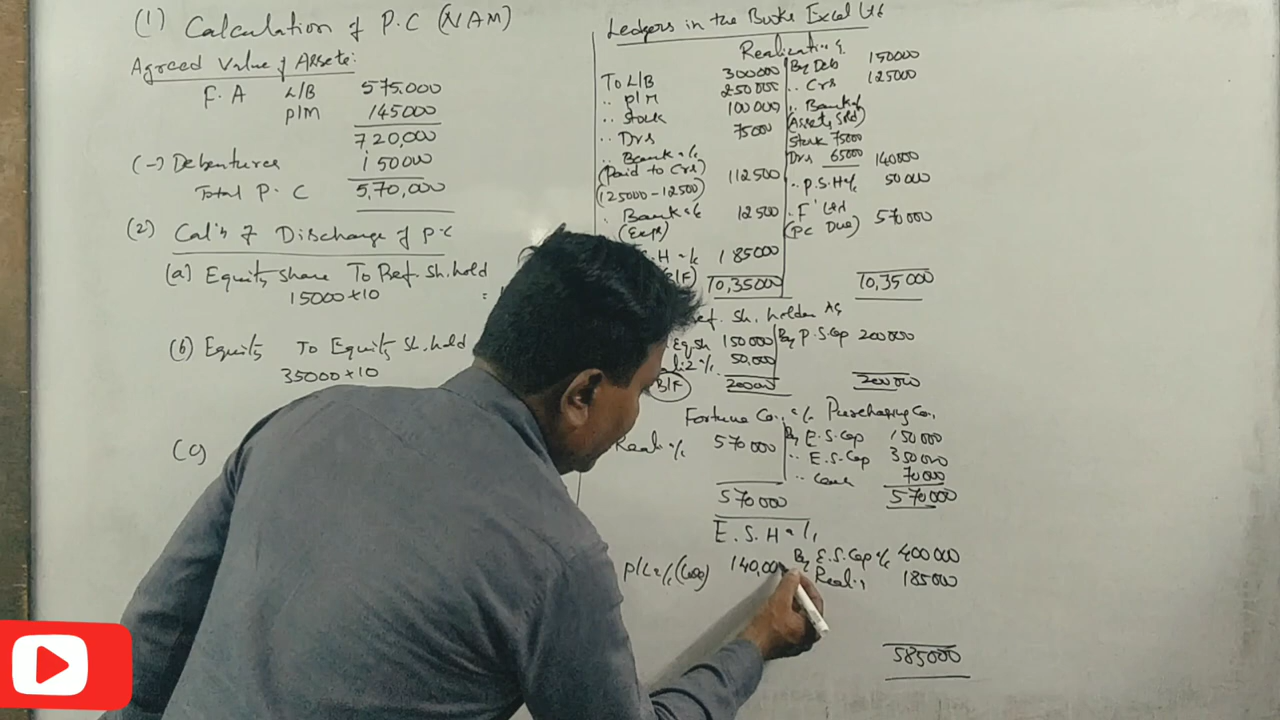 (1) Calculation of P.C (NAM)
Agreed Value of Assets:
F.A L/B 575,000
P/M 145000
720,000
(-) Debentures 150000
Total P.C 5,70,000
(2) Cal'n of Discharge of P.C
(a) Equity Share To Pref. Sh. hold
15000 × 10 =
(b) Equity To Equity Sh. hold
35000 × 10
(c)
Ledgers in the Books Excel Ltd
Realication a/c
To L/B 300000 By Deb 150000
" P/M 250000 " Crs 125000
" Stock 100000 " Bank a/c
" Drs 75000 (Assets Sold)
" Bank a/c Stock 75000
(Paid to Crs) 112500 Drs 65000 140000
(125000-12500) " P.S.H a/c 50000
" Bank a/c 12500 " F' Ltd 570000
(Exps) (PC Due)
S.H a/c 185000
(B/F) 10,35000 10,35000
Pref. Sh. holder A/c
Eq sh 150000 By P.S. Cap 200000
Realiz a/c 50,000
B/F 200000 200000
Fortune Co., a/c Purchasing Co.,
Real a/c 570000 By E.S. Cap 150000
" E.S. Cap 350000
" Cash 70000
570000 570000
E.S.H a/c
P/L a/c (Loss) 140,000 By E.S. Cap a/c 400000
Real. 185000
585000